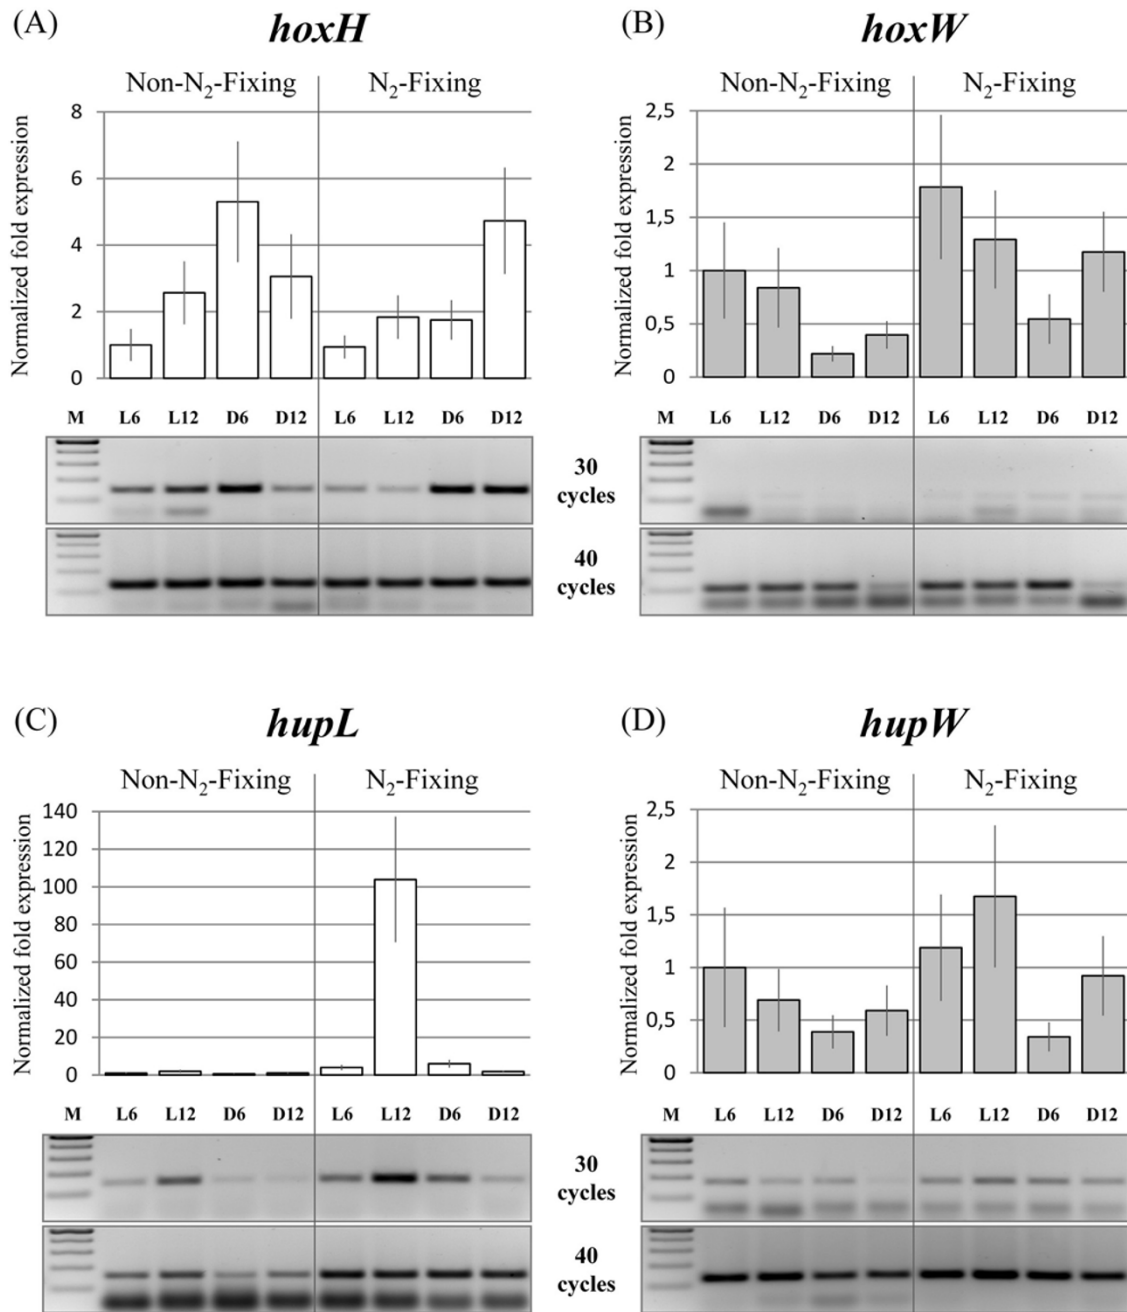 (A) hoxH
Non-N₂-Fixing N₂-Fixing
Normalized fold expression
8
6
4
2
0
M L6 L12 D6 D12 L6 L12 D6 D12
30
cycles
40
cycles
(B) hoxW
Non-N₂-Fixing N₂-Fixing
Normalized fold expression
2,5
2
1,5
1
0,5
0
M L6 L12 D6 D12 L6 L12 D6 D12
(C) hupL
Non-N₂-Fixing N₂-Fixing
Normalized fold expression
140
120
100
80
60
40
20
0
M L6 L12 D6 D12 L6 L12 D6 D12
30
cycles
40
cycles
(D) hupW
Non-N₂-Fixing N₂-Fixing
Normalized fold expression
2,5
2
1,5
1
0,5
0
M L6 L12 D6 D12 L6 L12 D6 D12